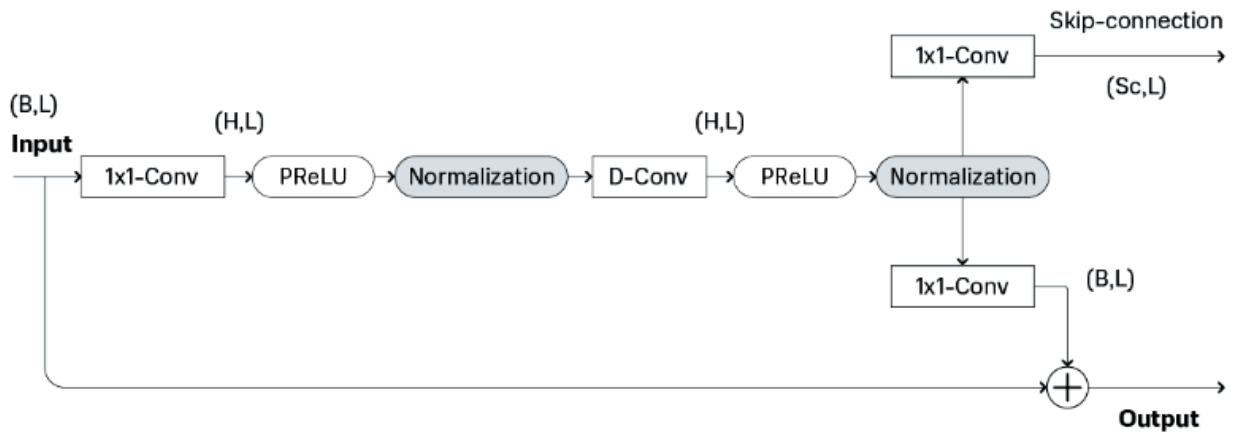 Skip-connection
1x1-Conv
(Sc,L)
(B,L)
Input
(H,L)
(H,L)
1x1-Conv
PReLU
Normalization
D-Conv
PReLU
Normalization
1x1-Conv
(B,L)
Output